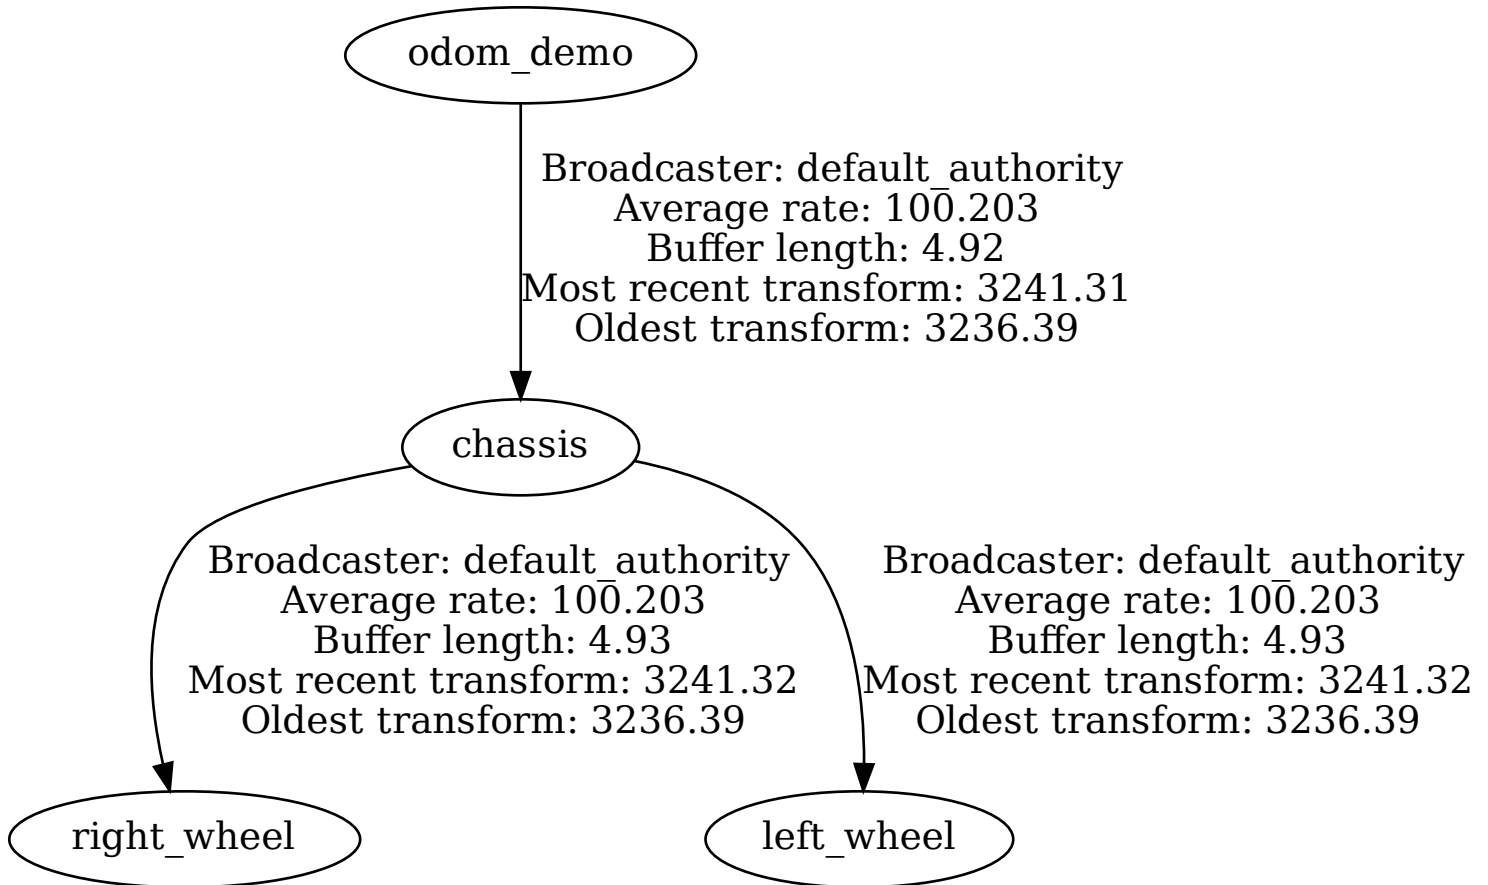 odom_demo
Broadcaster: default_authority
Average rate: 100.203
Buffer length: 4.92
Most recent transform: 3241.31
Oldest transform: 3236.39
chassis
Broadcaster: default_authority
Average rate: 100.203
Buffer length: 4.93
Most recent transform: 3241.32
Oldest transform: 3236.39
Broadcaster: default_authority
Average rate: 100.203
Buffer length: 4.93
Most recent transform: 3241.32
Oldest transform: 3236.39
right_wheel
left_wheel